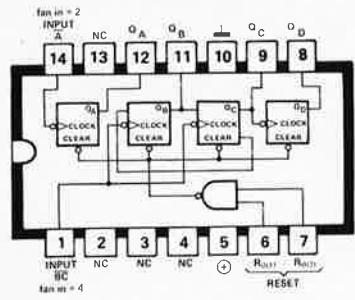 fan in = 2
INPUT A NC QA QB ⏊ QC QD
14 13 12 11 10 9 8
QA QB QC QD
CLOCK CLOCK CLOCK CLOCK
CLEAR CLEAR CLEAR CLEAR
1 2 3 4 5 6 7
INPUT BC NC NC NC + R0(1) R0(2)
fan in = 4 RESET